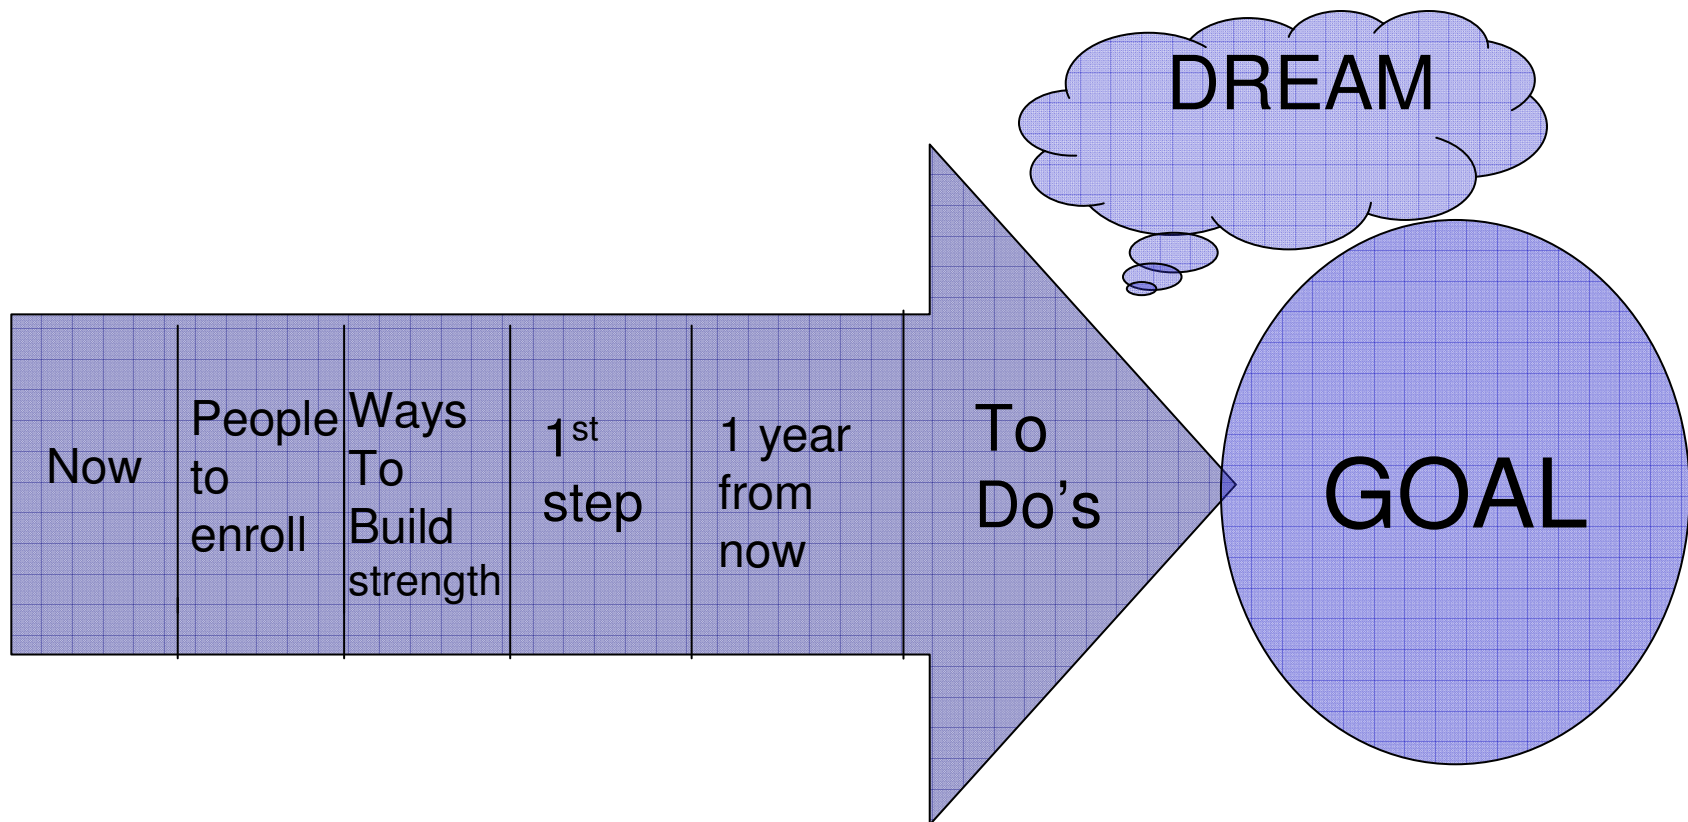 DREAM
Now
People
to
enroll
Ways
To
Build
strength
1st
step
1 year
from
now
To
Do's
GOAL